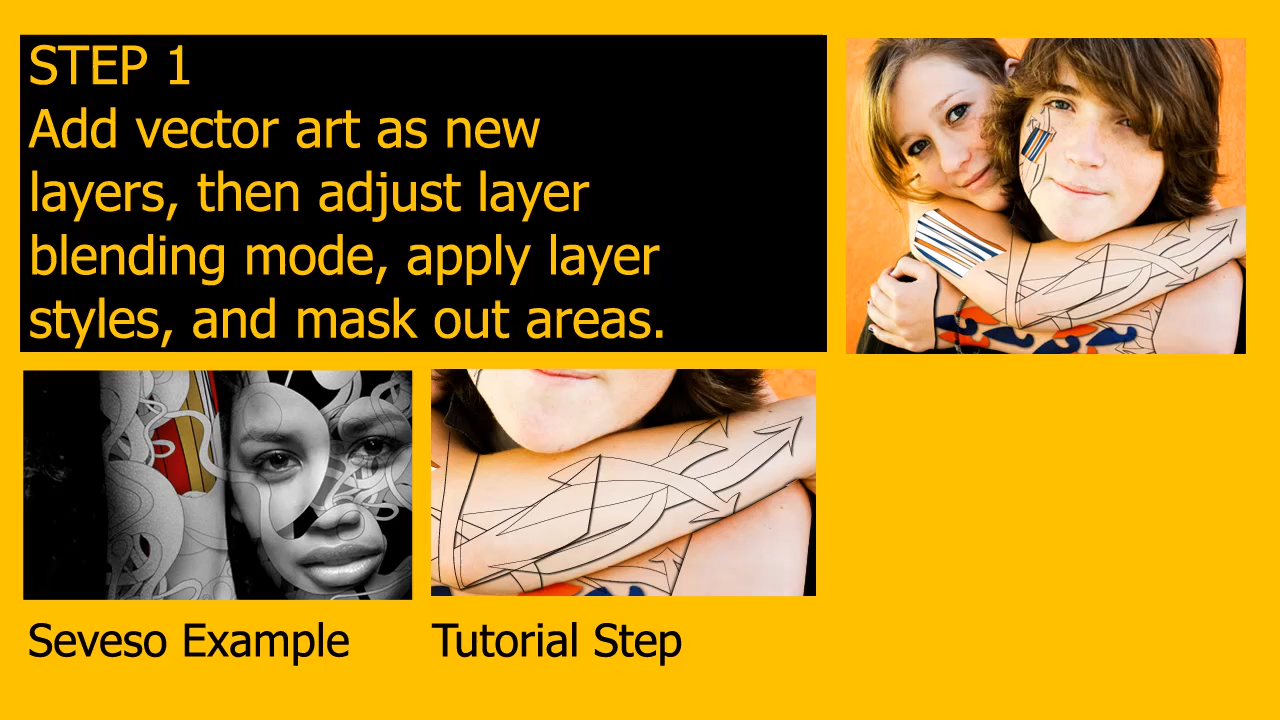 STEP 1
Add vector art as new
layers, then adjust layer
blending mode, apply layer
styles, and mask out areas.
Seveso Example
Tutorial Step